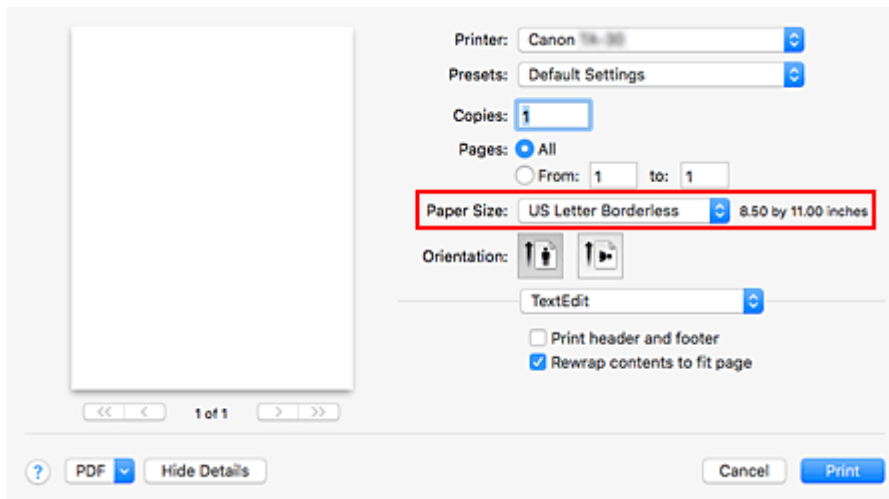 Printer: Canon
Presets: Default Settings
Copies: 1
Pages: All
From: 1 to: 1
Paper Size: US Letter Borderless 8.50 by 11.00 inches
Orientation:
TextEdit
Print header and footer
Rewrap contents to fit page
<< < 1 of 1 > >>
? PDF Hide Details Cancel Print